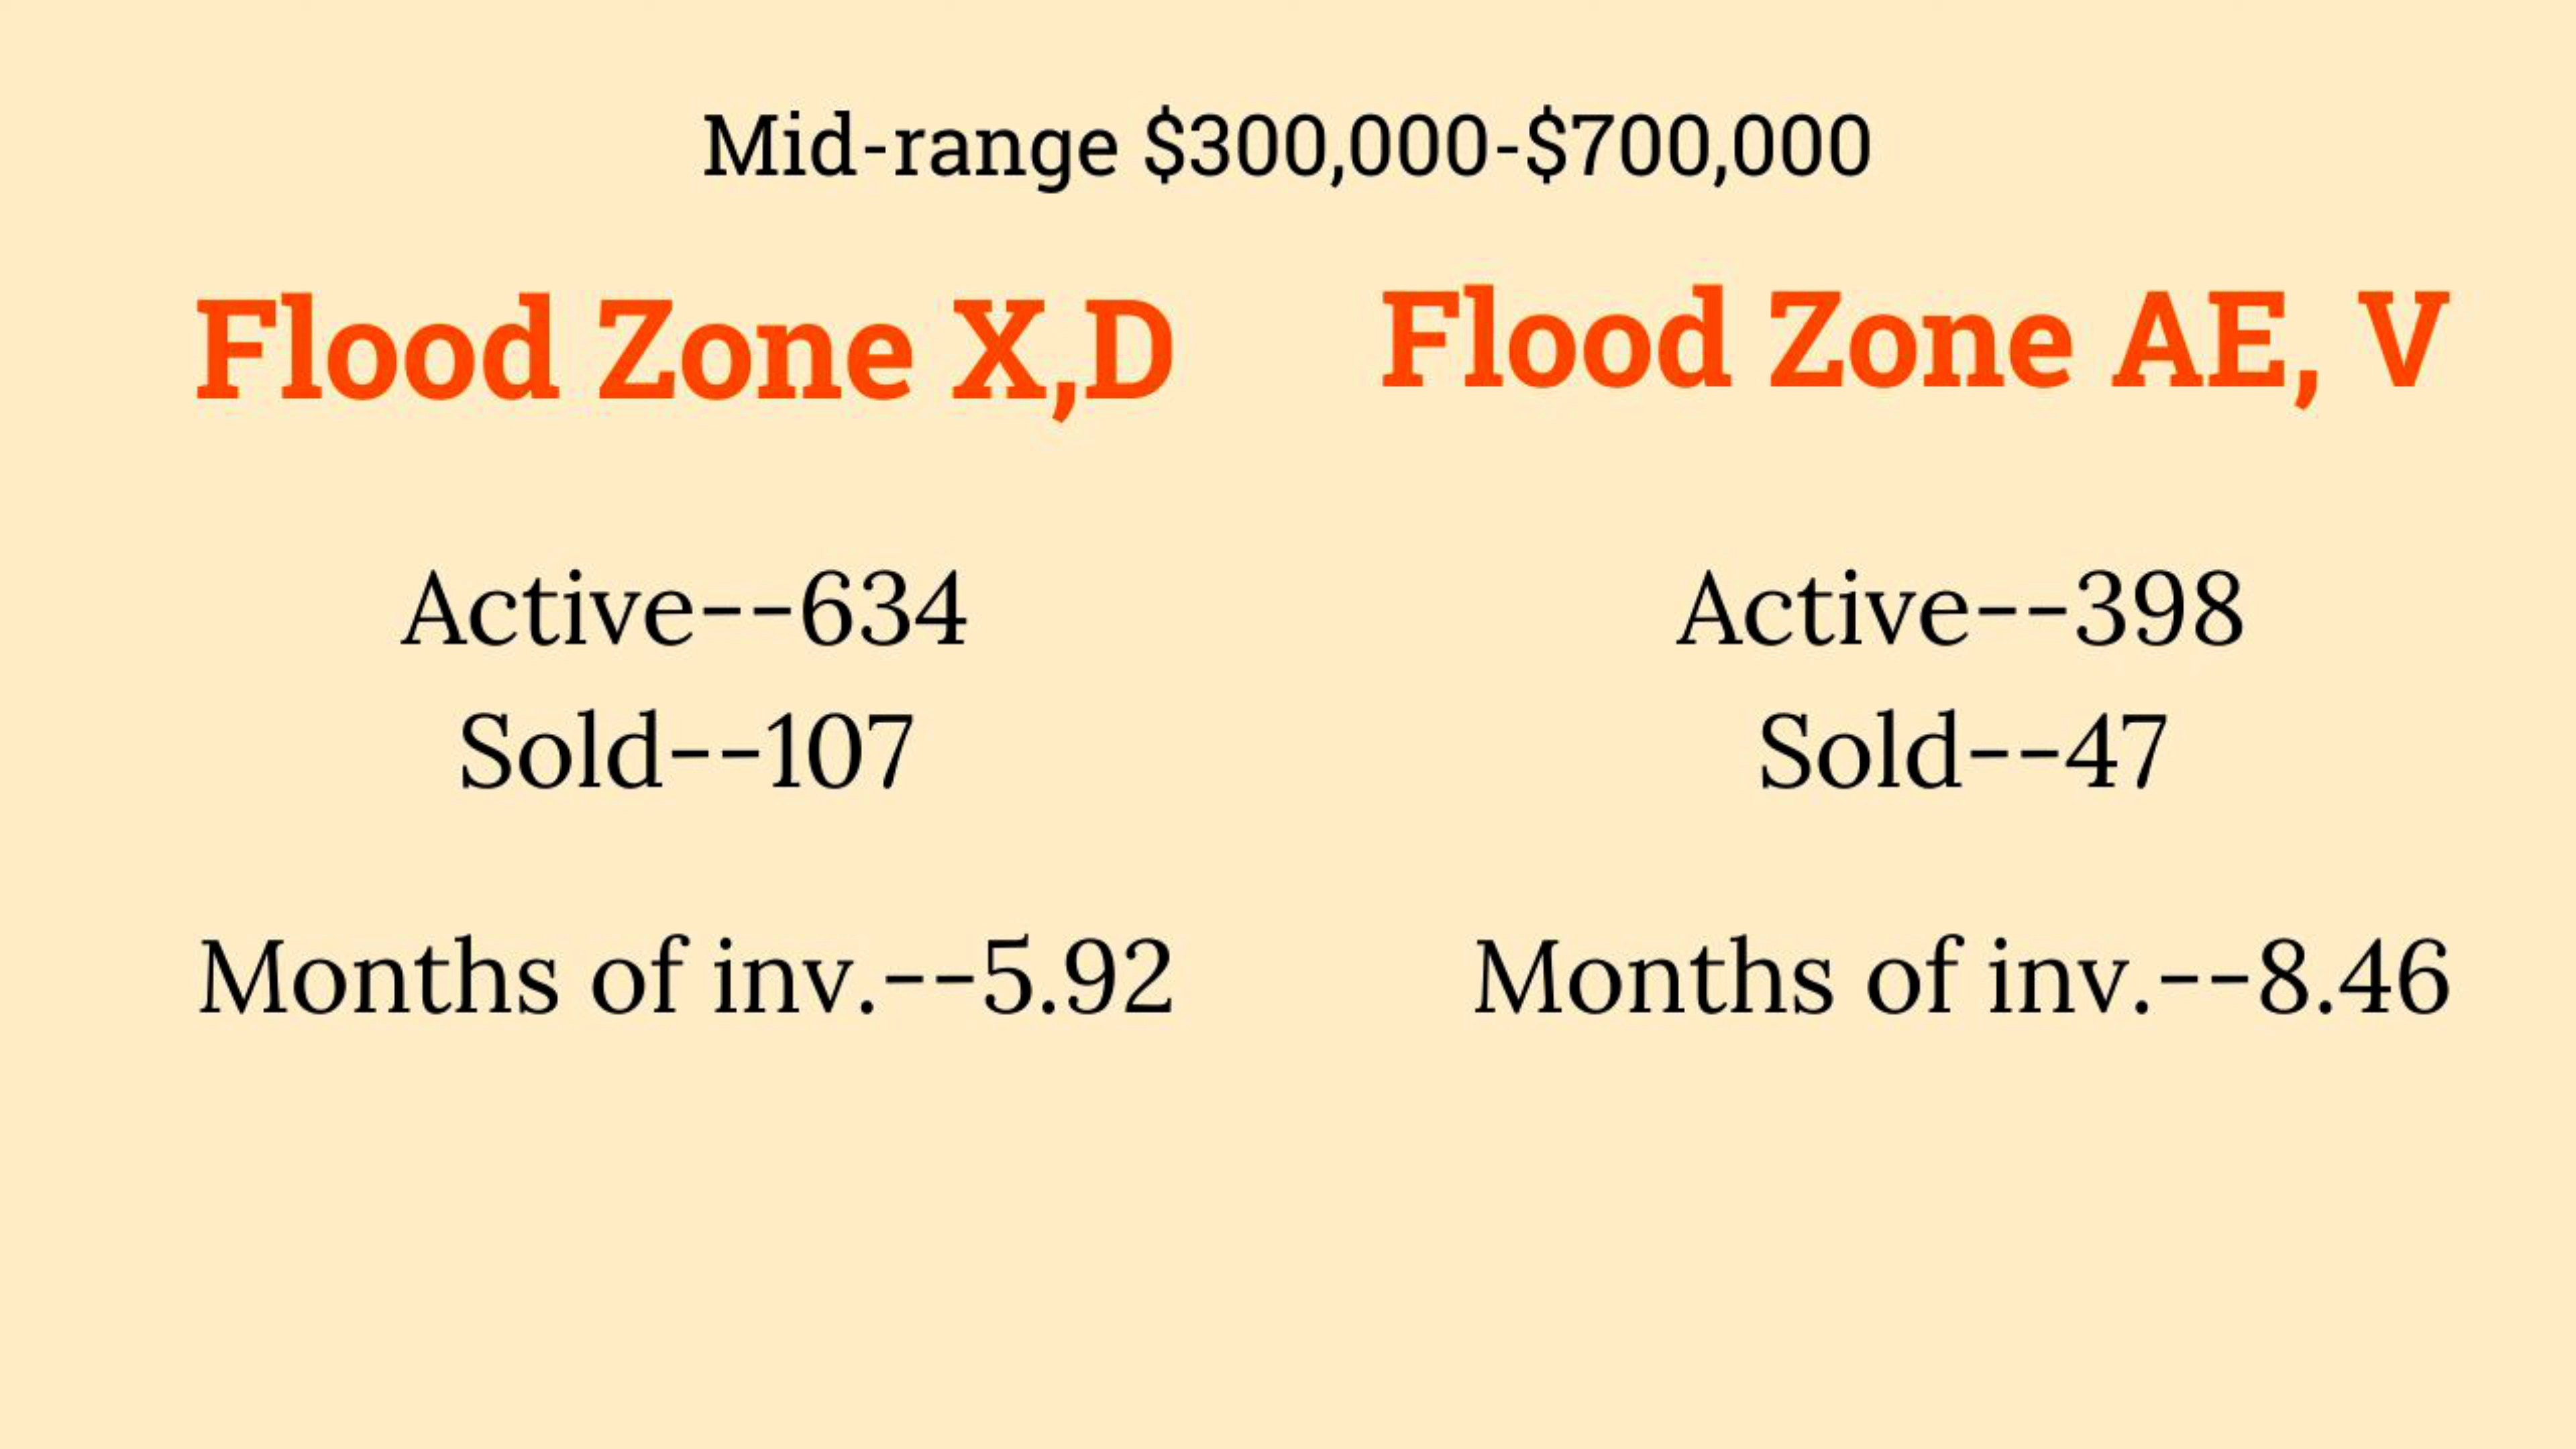 Mid-range $300,000-$700,000
Flood Zone X,D
Active--634
Sold--107
Months of inv.--5.92
Flood Zone AE, V
Active--398
Sold--47
Months of inv.--8.46